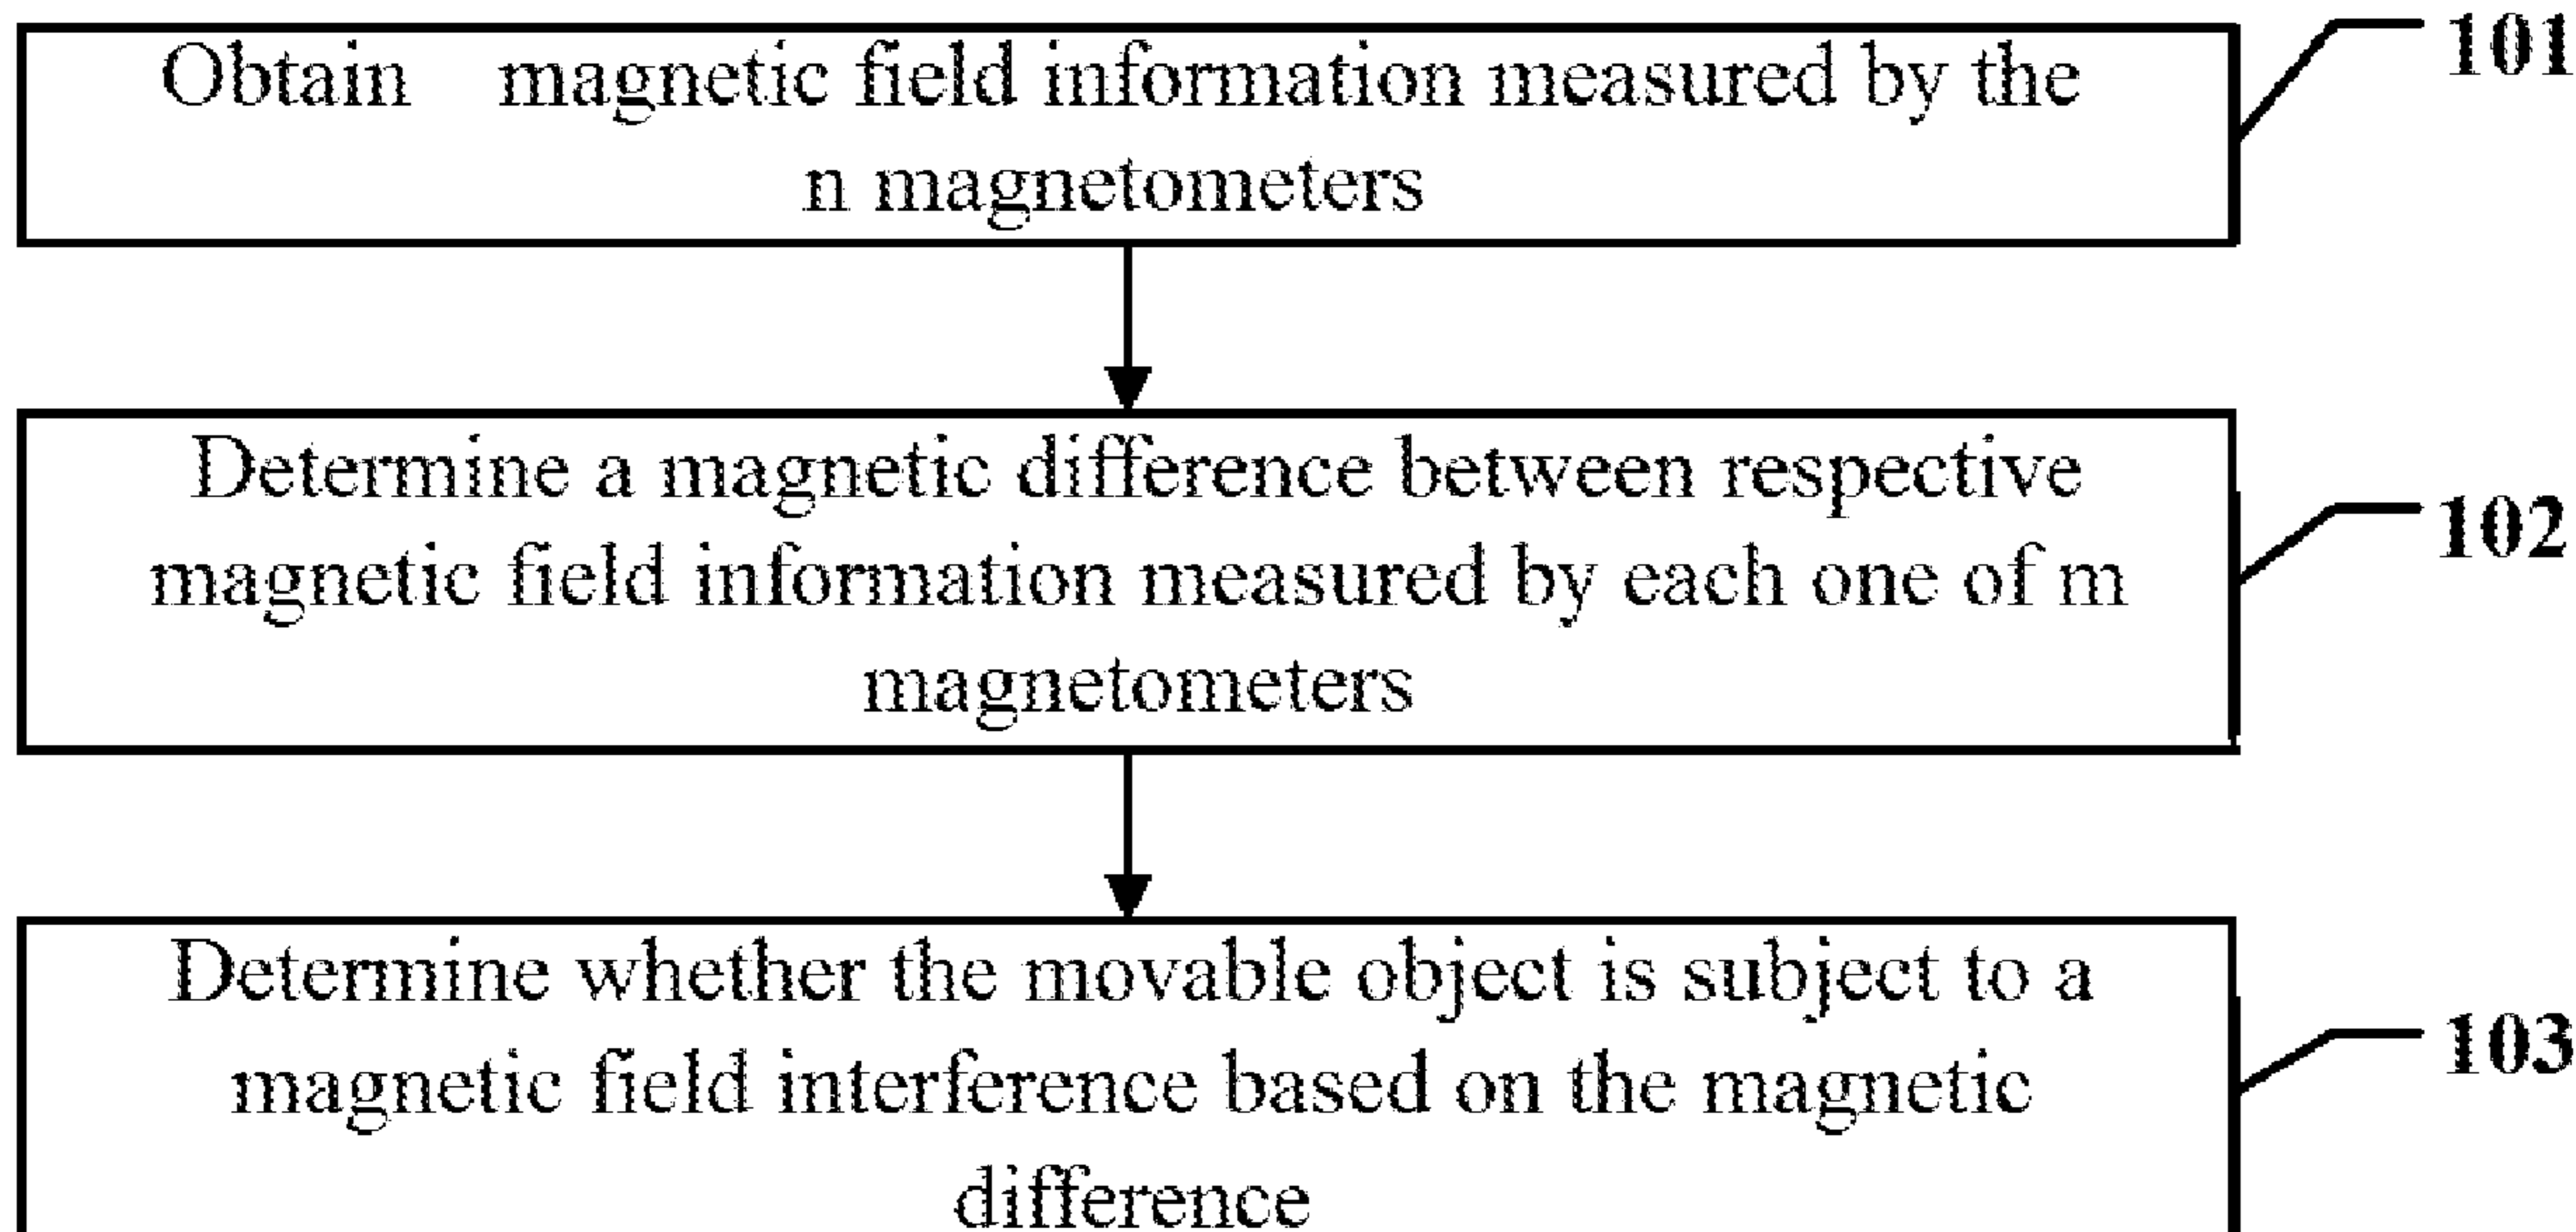 Obtain magnetic field information measured by the
n magnetometers
101
Determine a magnetic difference between respective
magnetic field information measured by each one of m
magnetometers
102
Determine whether the movable object is subject to a
magnetic field interference based on the magnetic
difference
103